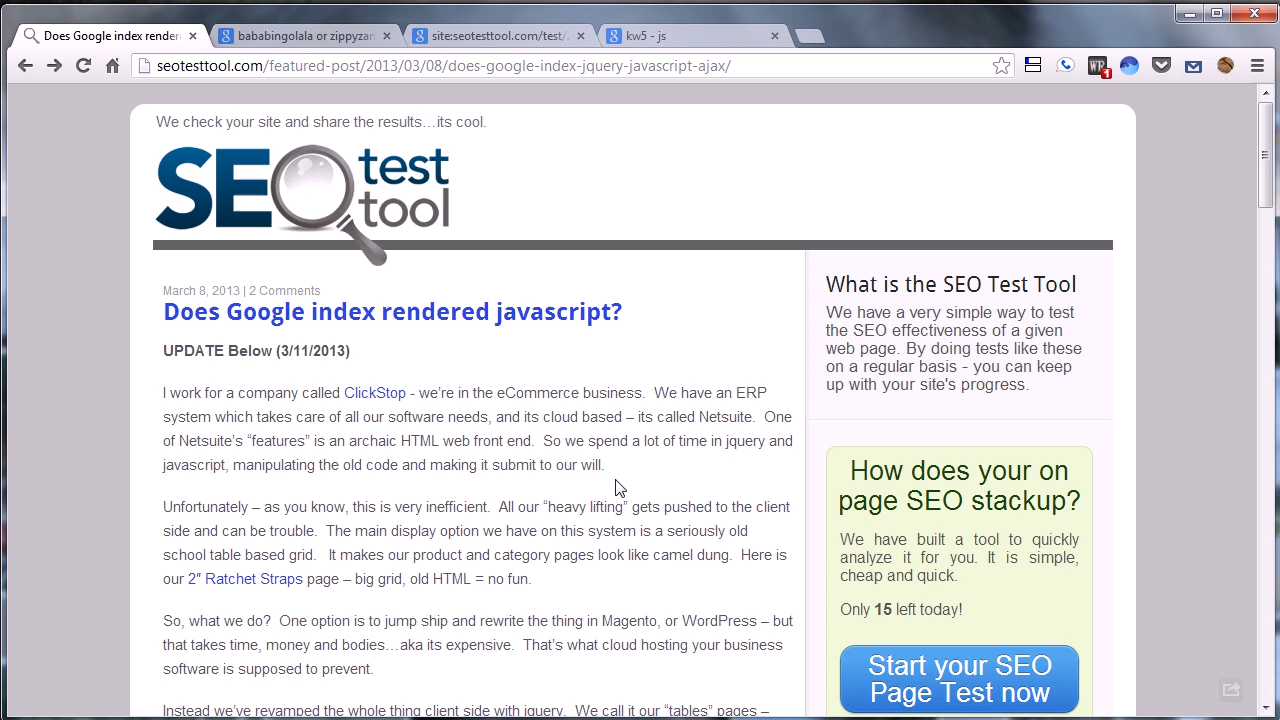 Does Google index render
bababingolala or zippyzan
site:seotesttool.com/test/
kw5 - js
seotesttool.com/featured-post/2013/03/08/does-google-index-jquery-javascript-ajax/
WP
1
We check your site and share the results…its cool.
SEO test tool
March 8, 2013 | 2 Comments
Does Google index rendered javascript?
UPDATE Below (3/11/2013)
I work for a company called ClickStop - we’re in the eCommerce business.  We have an ERP
system which takes care of all our software needs, and its cloud based – its called Netsuite.  One
of Netsuite’s “features” is an archaic HTML web front end.  So we spend a lot of time in jquery and
javascript, manipulating the old code and making it submit to our will.
Unfortunately – as you know, this is very inefficient.  All our “heavy lifting” gets pushed to the client
side and can be trouble.  The main display option we have on this system is a seriously old
school table based grid.   It makes our product and category pages look like camel dung.  Here is
our 2″ Ratchet Straps page – big grid, old HTML = no fun.
So, what we do?  One option is to jump ship and rewrite the thing in Magento, or WordPress – but
that takes time, money and bodies…aka its expensive.  That’s what cloud hosting your business
software is supposed to prevent.
Instead we’ve revamped the whole thing client side with jquery.  We call it our “tables” pages –
What is the SEO Test Tool
We have a very simple way to test
the SEO effectiveness of a given
web page. By doing tests like these
on a regular basis - you can keep
up with your site's progress.
How does your on
page SEO stackup?
We have built a tool to quickly
analyze it for you. It is simple,
cheap and quick.
Only 15 left today!
Start your SEO
Page Test now